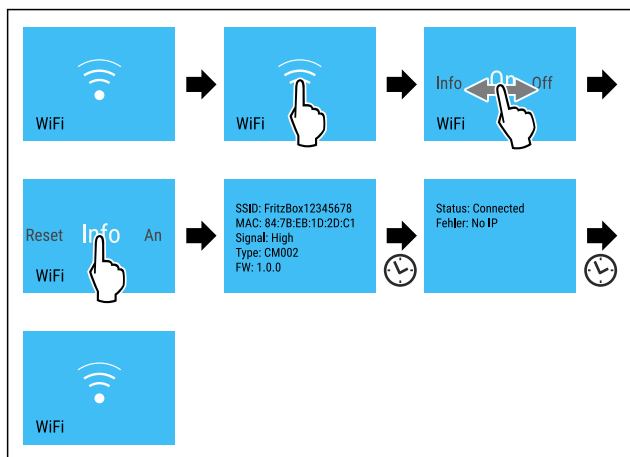 WiFi
WiFi
Info On Off
WiFi
Reset Info An
WiFi
SSID: FritzBox12345678
MAC: 84:7B:EB:1D:2D:C1
Signal: High
Type: CM002
FW: 1.0.0
Status: Connected
Fehler: No IP
WiFi